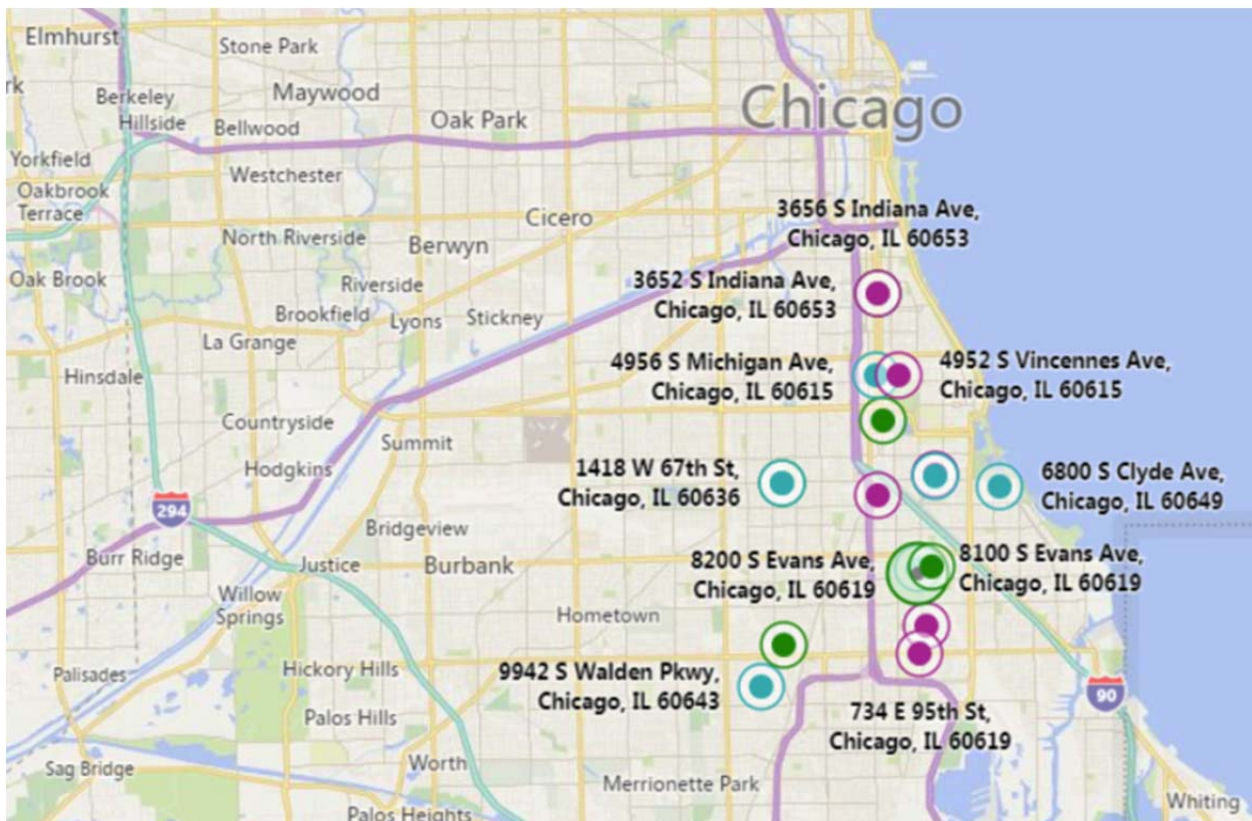 Elmhurst
Stone Park
rk
Berkeley
Maywood
Hillside
Bellwood
Oak Park
Chicago
Yorkfield
Oakbrook
Terrace
Westchester
Cicero
3656 S Indiana Ave,
Chicago, IL 60653
North Riverside
Berwyn
Oak Brook
Riverside
3652 S Indiana Ave,
Chicago, IL 60653
Brookfield
Lyons
Stickney
La Grange
Hinsdale
4956 S Michigan Ave,
Chicago, IL 60615
4952 S Vincennes Ave,
Chicago, IL 60615
Countryside
Summit
Hodgkins
1418 W 67th St,
Chicago, IL 60636
6800 S Clyde Ave,
Chicago, IL 60649
294
Bridgeview
Burr Ridge
Justice
Burbank
8200 S Evans Ave,
Chicago, IL 60619
8100 S Evans Ave,
Chicago, IL 60619
Willow
Springs
Hometown
Palisades
Hickory Hills
9942 S Walden Pkwy,
Chicago, IL 60643
90
Palos Hills
734 E 95th St,
Chicago, IL 60619
Sag Bridge
Worth
Merrionette Park
Palos Heights
Whiting